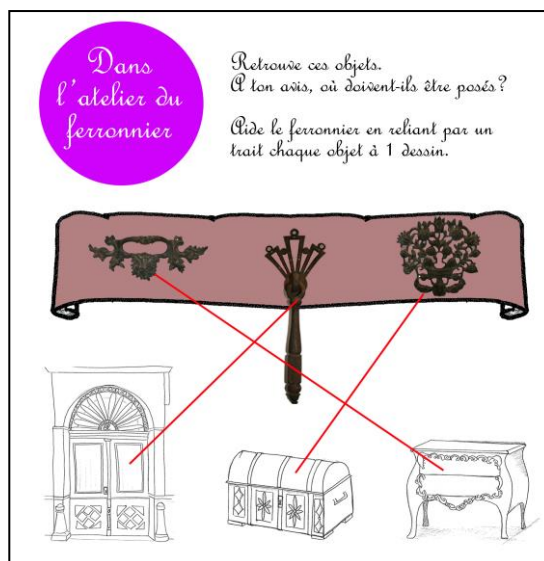 Dans
l'atelier du
ferronnier
Retrouve ces objets.
A ton avis, où doivent-ils être posés ?
Aide le ferronnier en reliant par un
trait chaque objet à 1 dessin.